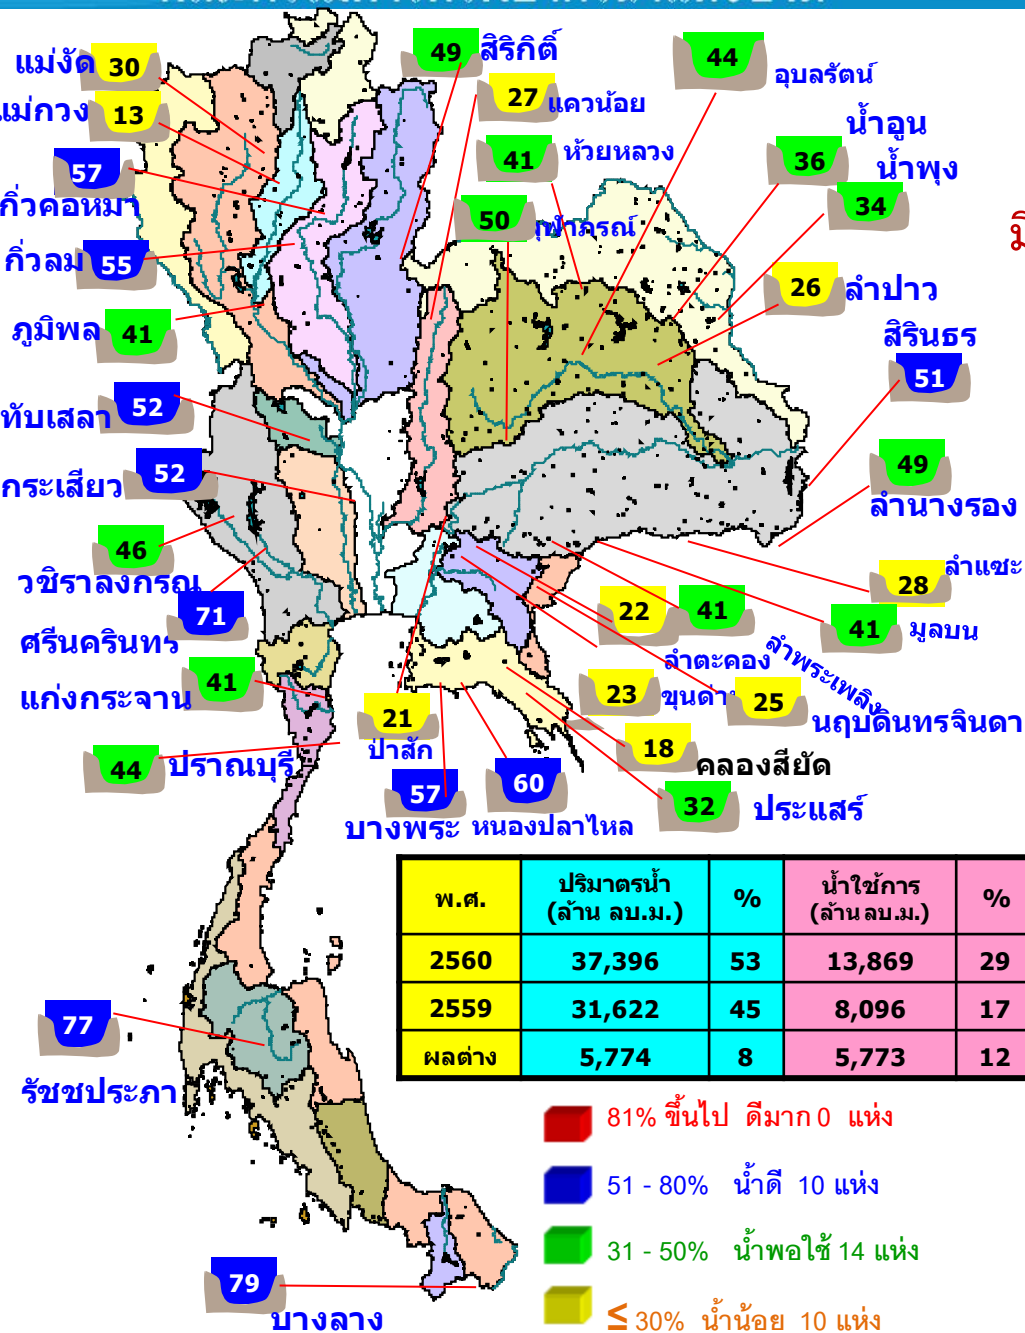 49 สิริกิติ์
44
อุบลรัตน์
แม่งัด 30
27 แควน้อย
แม่กวง 13
น้ำอูน
41 ห้วยหลวง
36 น้ำพุง
57
กิ่วคอหมา
34
50 จุฬาภรณ์
กิ่วลม 55
26 ลำปาว
ภูมิพล 41
สิรินธร
51
52
ทับเสลา
กระเสียว 52
49
ลำนางรอง
46
วชิราลงกรณ
28 ลำแชะ
71
22
41
41 มูลบน
ศรีนครินทร
ลำตะคอง
ลำพระเพลิง
แก่งกระจาน 41
23 ขุนด่าน
25 นฤบดินทรจินดา
21
ป่าสัก
18 คลองสียัด
44 ปราณบุรี
57
บางพระ
60
หนองปลาไหล
32 ประแสร์
พ.ศ. ปริมาตรน้ำ (ล้าน ลบ.ม.) % น้ำใช้การ (ล้าน ลบ.ม.) %
2560 37,396 53 13,869 29
2559 31,622 45 8,096 17
ผลต่าง 5,774 8 5,773 12
77
รัชชประภา
81% ขึ้นไป ดีมาก 0 แห่ง
51 - 80% น้ำดี 10 แห่ง
31 - 50% น้ำพอใช้ 14 แห่ง
≤ 30% น้ำน้อย 10 แห่ง
79
บางลาง